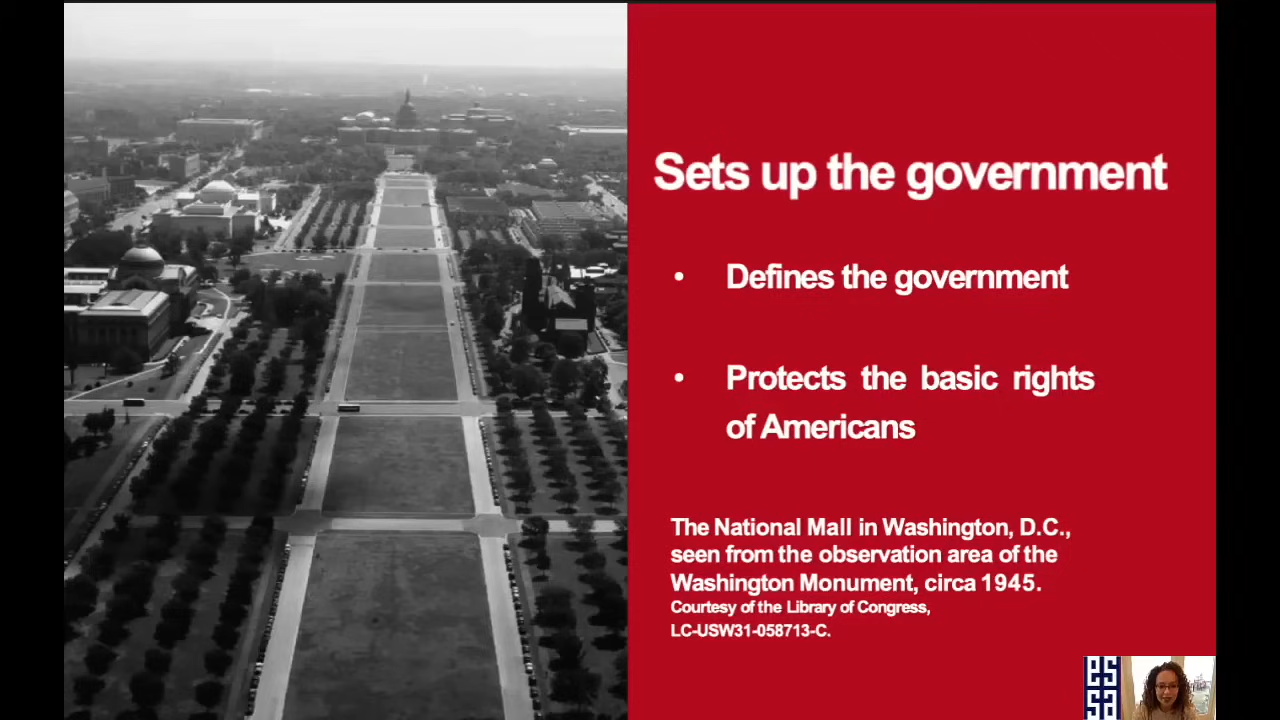 Sets up the government
• Defines the government
• Protects the basic rights
of Americans
The National Mall in Washington, D.C.,
seen from the observation area of the
Washington Monument, circa 1945.
Courtesy of the Library of Congress,
LC-USW31-058713-C.